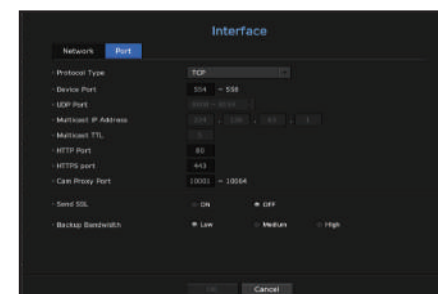 Interface
Network Port
Protocol Type TCP
Device Port 554 ~ 558
UDP Port
Multicast IP Address
Multicast TTL
HTTP Port 80
HTTPS port 443
Cam Proxy Port 10001 ~ 10064
Send SSL ON OFF
Backup Bandwidth Low Medium High
OK Cancel